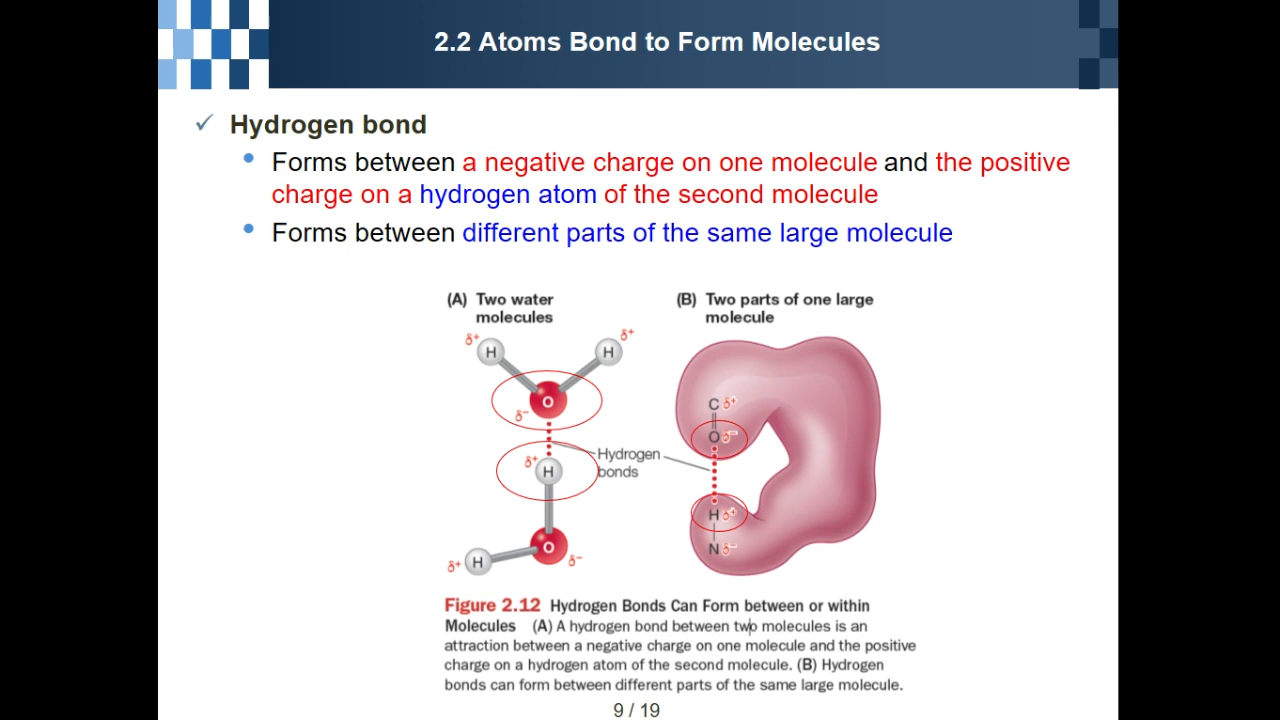 2.2 Atoms Bond to Form Molecules
✓ Hydrogen bond
• Forms between a negative charge on one molecule and the positive
charge on a hydrogen atom of the second molecule
• Forms between different parts of the same large molecule
(A) Two water
molecules
(B) Two parts of one large
molecule
δ+
δ+
H
H
O
δ−
δ+
H
O
δ−
δ+
H
Hydrogen
bonds
C δ+
O δ−
H δ+
N δ−
Figure 2.12 Hydrogen Bonds Can Form between or within
Molecules (A) A hydrogen bond between two molecules is an
attraction between a negative charge on one molecule and the positive
charge on a hydrogen atom of the second molecule. (B) Hydrogen
bonds can form between different parts of the same large molecule.
9 / 19